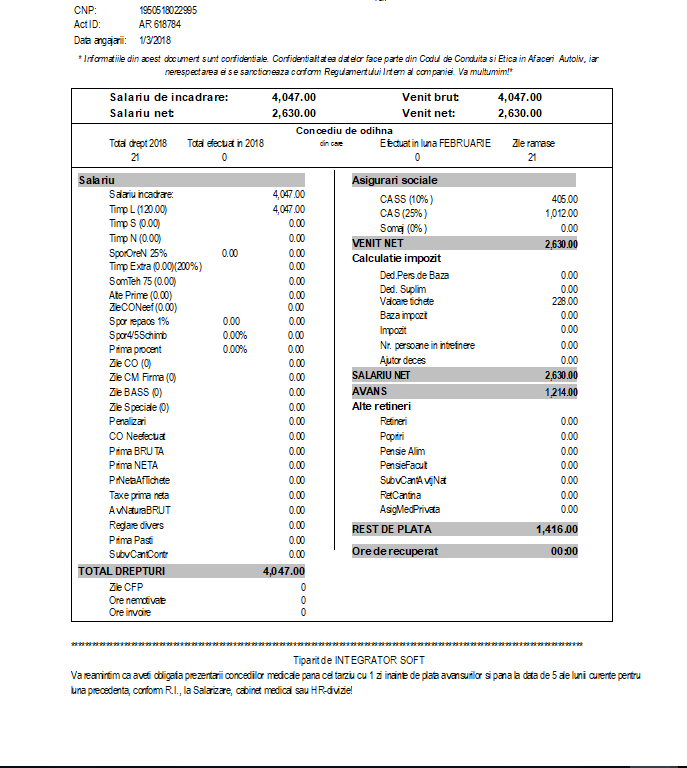 CNP: 1950518022995
Act ID: AR 618784
Data angajarii: 1/3/2018
* Informatiile din acest document sunt confidentiale. Confidentialitatea datelor face parte din Codul de Conduita si Etica in Afaceri Autoliv, iar
nerespectarea ei se sanctioneaza conform Regulamentului Intern al companiei. Va multumim!*
Salariu de incadrare: 4,047.00 Venit brut: 4,047.00
Salariu net: 2,630.00 Venit net: 2,630.00
Concediu de odihna
Total drept 2018 Total efectuat in 2018 din care Efectuat in luna FEBRUARIE Zile ramase
21 0 0 21
Salariu
Salariu incadrare: 4,047.00
Timp L (120.00) 4,047.00
Timp S (0.00) 0.00
Timp N (0.00) 0.00
SporOreN 25% 0.00 0.00
Timp Extra (0.00)(200%) 0.00
SomTeh 75 (0.00) 0.00
Alte Prime (0.00) 0.00
ZileCONeef (0.00) 0.00
Spor repaos 1% 0.00 0.00
Spor4/5Schimb 0.00% 0.00
Prima procent 0.00% 0.00
Zile CO (0) 0.00
Zile CM Firma (0) 0.00
Zile BASS (0) 0.00
Zile Speciale (0) 0.00
Penalizari 0.00
CO Neefectuat 0.00
Prima BRUTA 0.00
Prima NETA 0.00
PrNetaAfTichete 0.00
Taxe prima neta 0.00
AvNaturaBRUT 0.00
Reglare divers 0.00
Prima Pasti 0.00
SubvCantContr 0.00
TOTAL DREPTURI 4,047.00
Zile CFP 0
Ore nemotivate 0
Ore invoire 0
Asigurari sociale
CASS (10%) 405.00
CAS (25%) 1,012.00
Somaj (0%) 0.00
VENIT NET 2,630.00
Calculatie impozit
Ded.Pers.de Baza 0.00
Ded. Suplim 0.00
Valoare tichete 228.00
Baza impozit 0.00
Impozit 0.00
Nr. persoane in intretinere 0.00
Ajutor deces 0.00
SALARIU NET 2,630.00
AVANS 1,214.00
Alte retineri
Retineri 0.00
Popriri 0.00
Pensie Alim 0.00
PensieFacult 0.00
SubvCantAvtjNat 0.00
RetCantina 0.00
AsigMedPrivata 0.00
REST DE PLATA 1,416.00
Ore de recuperat 00:00
Tiparit de INTEGRATOR SOFT
Va reamintim ca aveti obligatia prezentarii concediilor medicale pana cel tarziu cu 1 zi inainte de plata avansurilor si pana la data de 5 ale lunii curente pentru
luna precedenta, conform R.I., la Salarizare, cabinet medical sau HR-divizie!